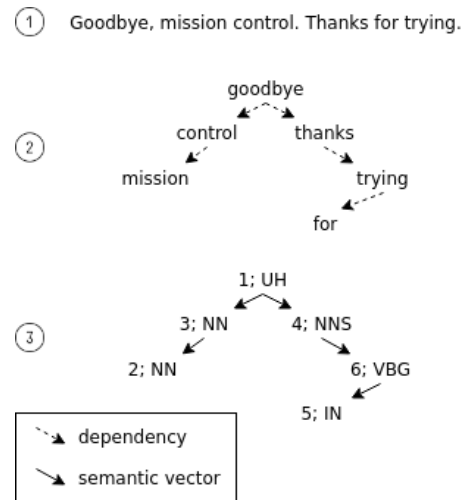 1 Goodbye, mission control. Thanks for trying.
goodbye
control thanks
2
mission trying
for
1; UH
3; NN 4; NNS
3
2; NN 6; VBG
5; IN
dependency
semantic vector